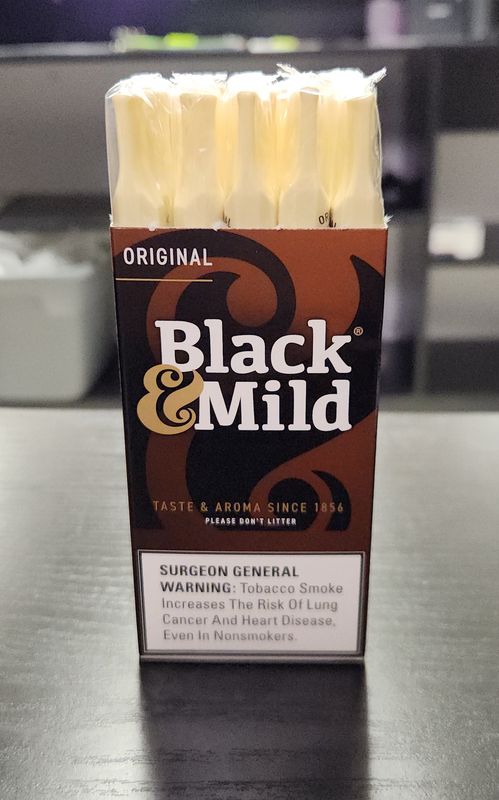 ORIGINAL
Black®
& Mild
TASTE & AROMA SINCE 1856
PLEASE DON'T LITTER
SURGEON GENERAL
WARNING: Tobacco Smoke
Increases The Risk Of Lung
Cancer And Heart Disease,
Even In Nonsmokers.